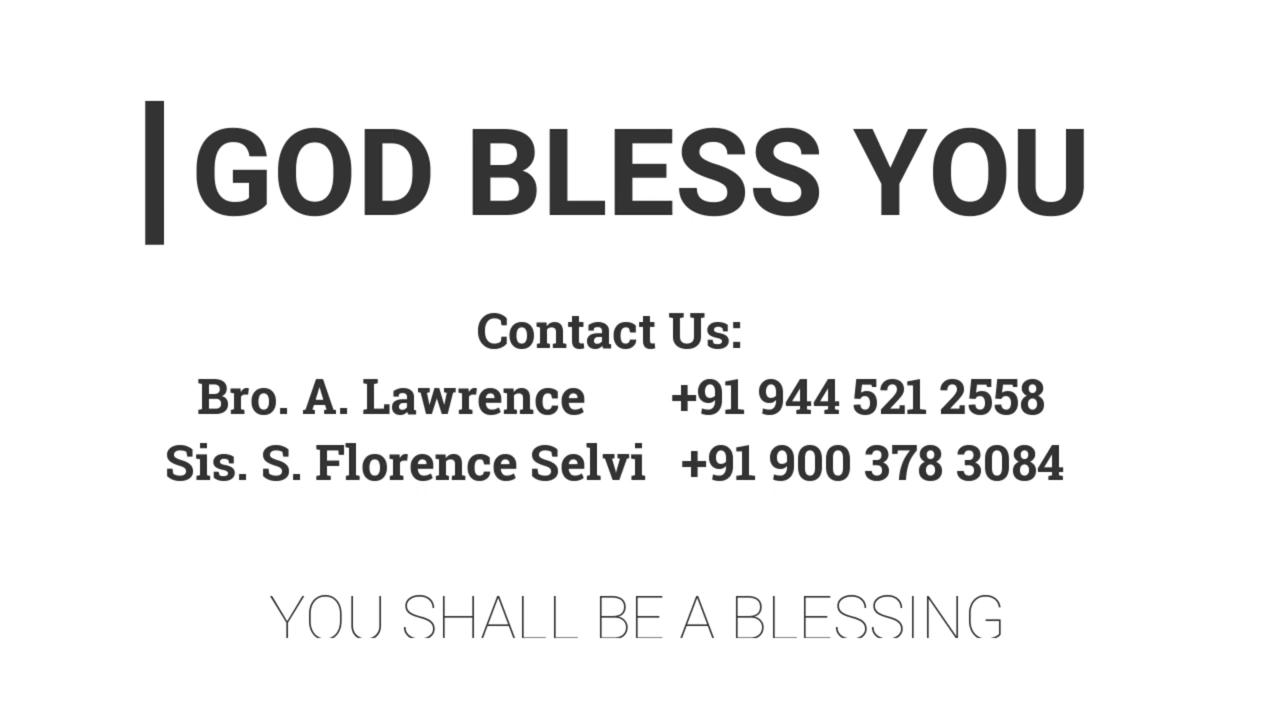 GOD BLESS YOU
Contact Us:
Bro. A. Lawrence +91 944 521 2558
Sis. S. Florence Selvi +91 900 378 3084
YOU SHALL BE A BLESSING